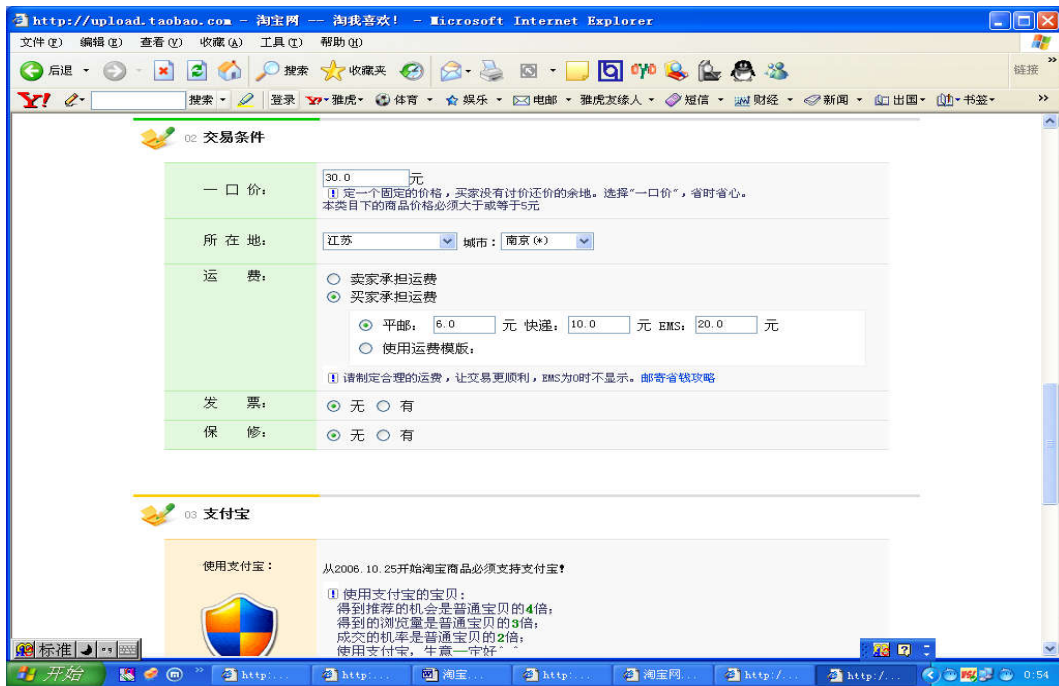 http://upload.taobao.com - 淘宝网 -- 淘我喜欢! - Microsoft Internet Explorer
文件(F) 编辑(E) 查看(V) 收藏(A) 工具(T) 帮助(H)
后退 搜索 收藏夹 链接 »
Y! 搜索 登录 雅虎 体育 娱乐 电邮 雅虎友缘人 短信 财经 新闻 出国 书签 »
02 交易条件
一 口 价: 30.0 元
定一个固定的价格，买家没有讨价还价的余地。选择"一口价"，省时省心。
本类目下的商品价格必须大于或等于5元
所 在 地: 江苏 城市: 南京(*)
运 费: 卖家承担运费
买家承担运费
平邮: 6.0 元 快递: 10.0 元 EMS: 20.0 元
使用运费模版:
请制定合理的运费，让交易更顺利，EMS为0时不显示。邮寄省钱攻略
发 票: 无 有
保 修: 无 有
03 支付宝
使用支付宝: 从2006.10.25开始淘宝商品必须支持支付宝!
使用支付宝的宝贝:
得到推荐的机会是普通宝贝的4倍;
得到的浏览量是普通宝贝的3倍;
成交的机率是普通宝贝的2倍;
使用支付宝, 生意一定好^_^
标准
开始 » http:... http:... 淘宝... http:... 淘宝网... http:/... http:/... 0:54